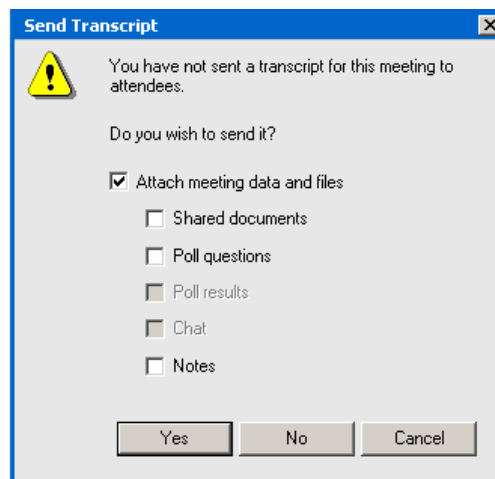 Send Transcript
You have not sent a transcript for this meeting to
attendees.
Do you wish to send it?
Attach meeting data and files
Shared documents
Poll questions
Poll results
Chat
Notes
Yes No Cancel